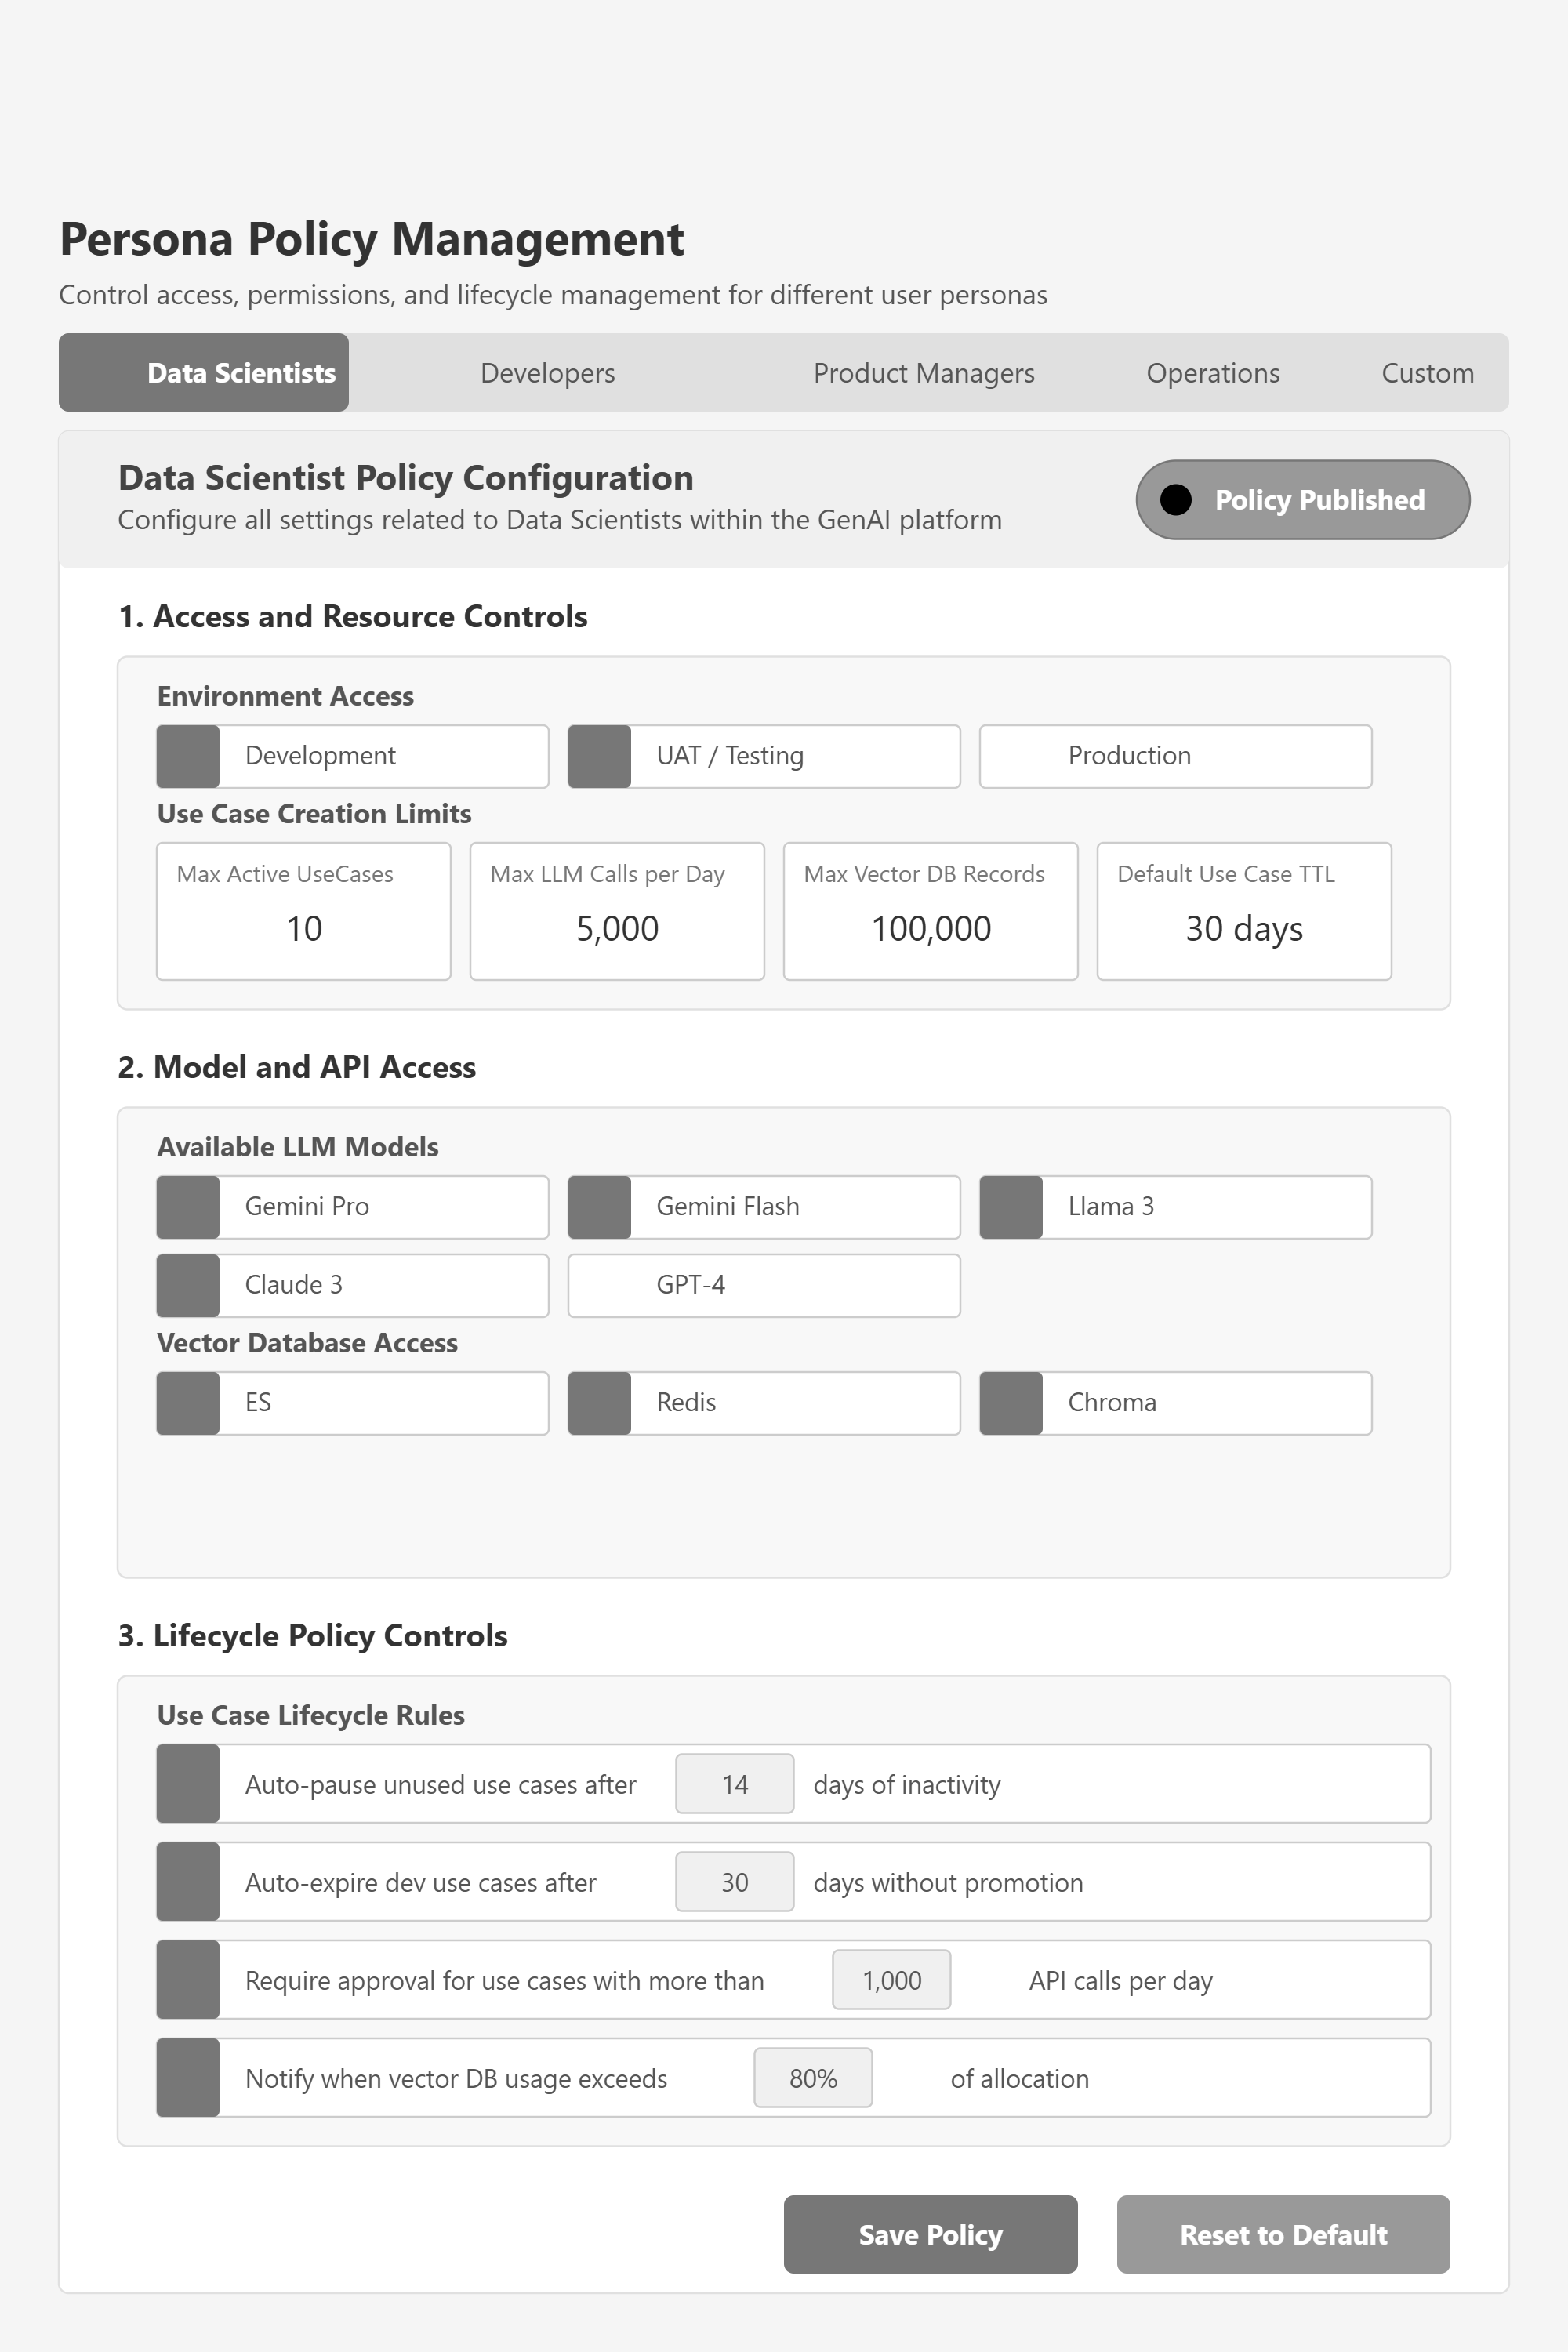 Persona Policy Management
Control access, permissions, and lifecycle management for different user personas
Data Scientists
Developers
Product Managers
Operations
Custom
Data Scientist Policy Configuration
Configure all settings related to Data Scientists within the GenAI platform
Policy Published
1. Access and Resource Controls
Environment Access
Development
UAT / Testing
Production
Use Case Creation Limits
Max Active UseCases
10
Max LLM Calls per Day
5,000
Max Vector DB Records
100,000
Default Use Case TTL
30 days
2. Model and API Access
Available LLM Models
Gemini Pro
Gemini Flash
Llama 3
Claude 3
GPT-4
Vector Database Access
ES
Redis
Chroma
3. Lifecycle Policy Controls
Use Case Lifecycle Rules
Auto-pause unused use cases after 14 days of inactivity
Auto-expire dev use cases after 30 days without promotion
Require approval for use cases with more than 1,000 API calls per day
Notify when vector DB usage exceeds 80% of allocation
Save Policy
Reset to Default